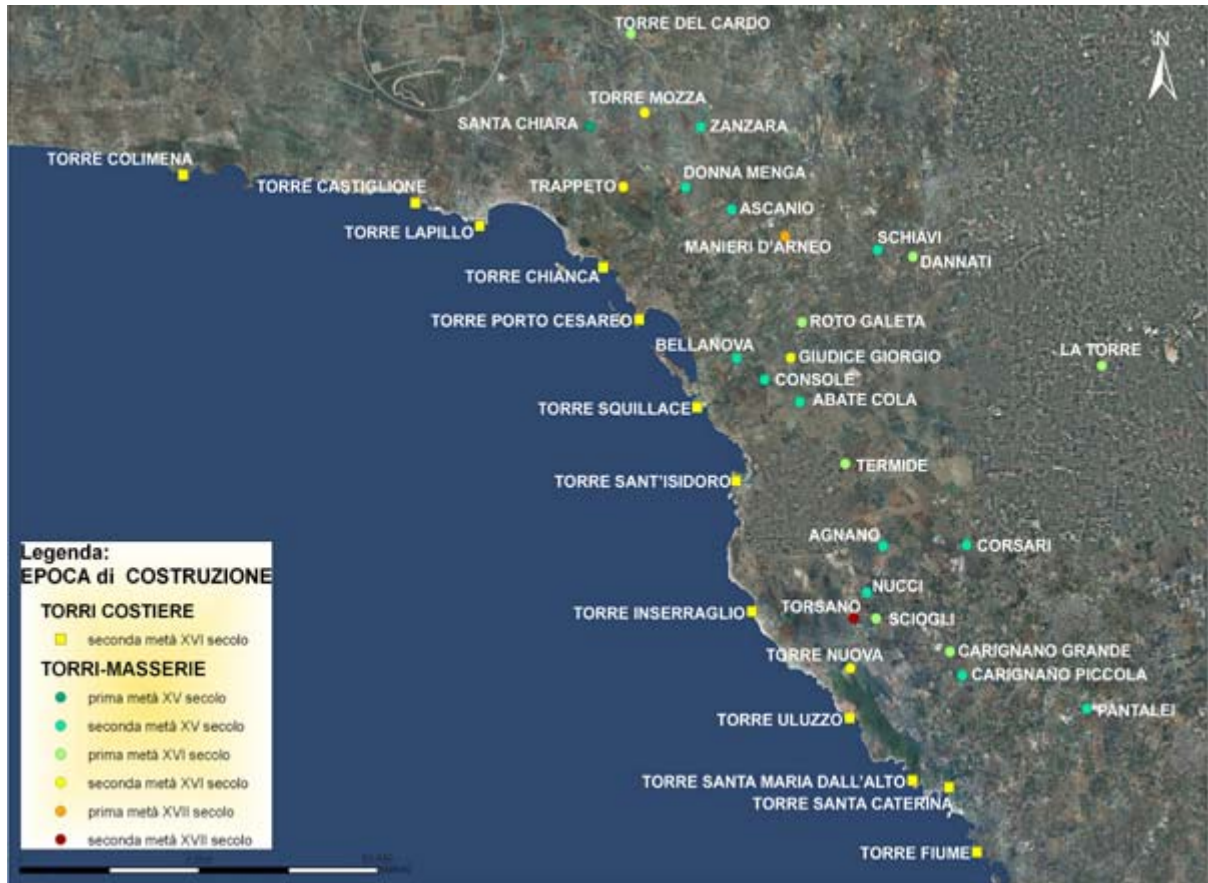 TORRE DEL CARDO
N
TORRE MOZZA
SANTA CHIARA
ZANZARA
TORRE COLIMENA
TORRE CASTIGLIONE
TRAPPETO
DONNA MENGA
ASCANIO
TORRE LAPILLO
MANIERI D'ARNEO
SCHIAVI
DANNATI
TORRE CHIANCA
TORRE PORTO CESAREO
ROTO GALETA
BELLANOVA
GIUDICE GIORGIO
LA TORRE
CONSOLE
TORRE SQUILLACE
ABATE COLA
TERMIDE
TORRE SANT'ISIDORO
AGNANO
CORSARI
NUCCI
TORRE INSERRAGLIO
TORSANO
SCIOGLI
TORRE NUOVA
CARIGNANO GRANDE
CARIGNANO PICCOLA
TORRE ULUZZO
PANTALEI
TORRE SANTA MARIA DALL'ALTO
TORRE SANTA CATERINA
TORRE FIUME
Legenda:
EPOCA di COSTRUZIONE
TORRI COSTIERE
seconda metà XVI secolo
TORRI-MASSERIE
prima metà XV secolo
seconda metà XV secolo
prima metà XVI secolo
seconda metà XVI secolo
prima metà XVII secolo
seconda metà XVII secolo